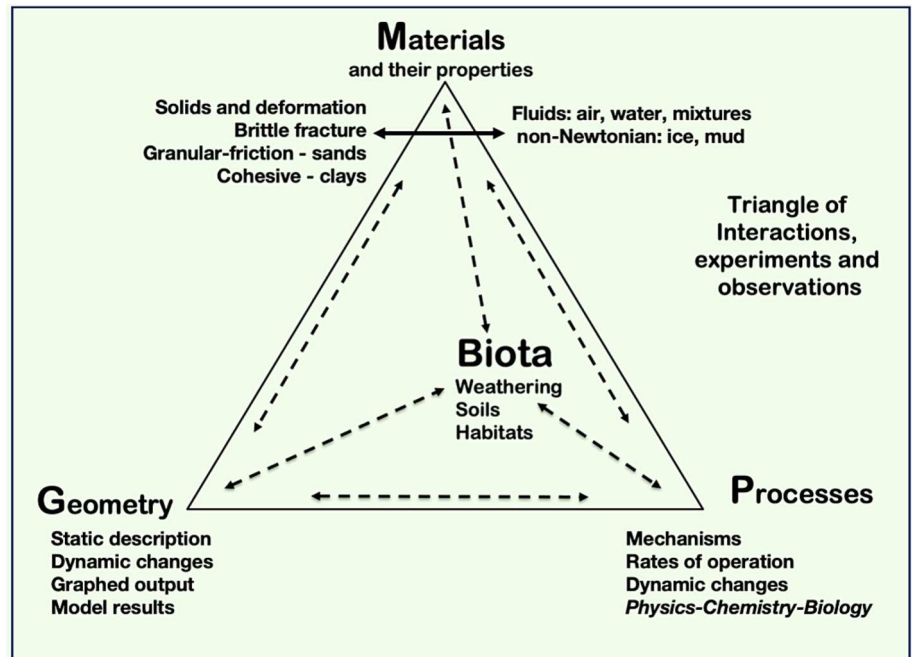 Materials
and their properties
Solids and deformation
Brittle fracture
Granular-friction - sands
Cohesive - clays
Fluids: air, water, mixtures
non-Newtonian: ice, mud
Triangle of
Interactions,
experiments and
observations
Biota
Weathering
Soils
Habitats
Geometry
Static description
Dynamic changes
Graphed output
Model results
Processes
Mechanisms
Rates of operation
Dynamic changes
Physics-Chemistry-Biology